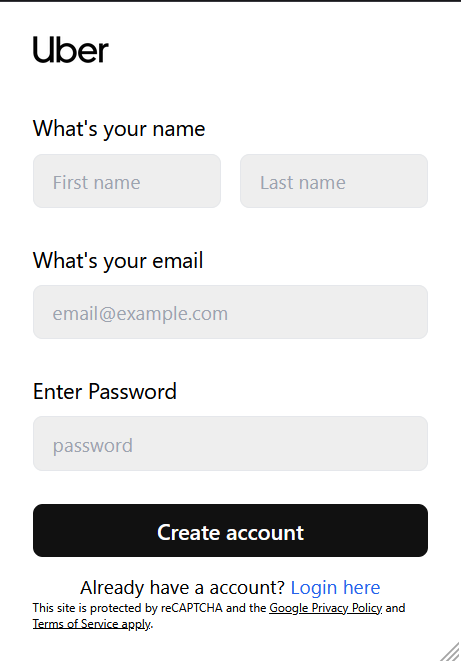 Uber
What's your name
First name Last name
What's your email
email@example.com
Enter Password
password
Create account
Already have a account? Login here
This site is protected by reCAPTCHA and the Google Privacy Policy and
Terms of Service apply.